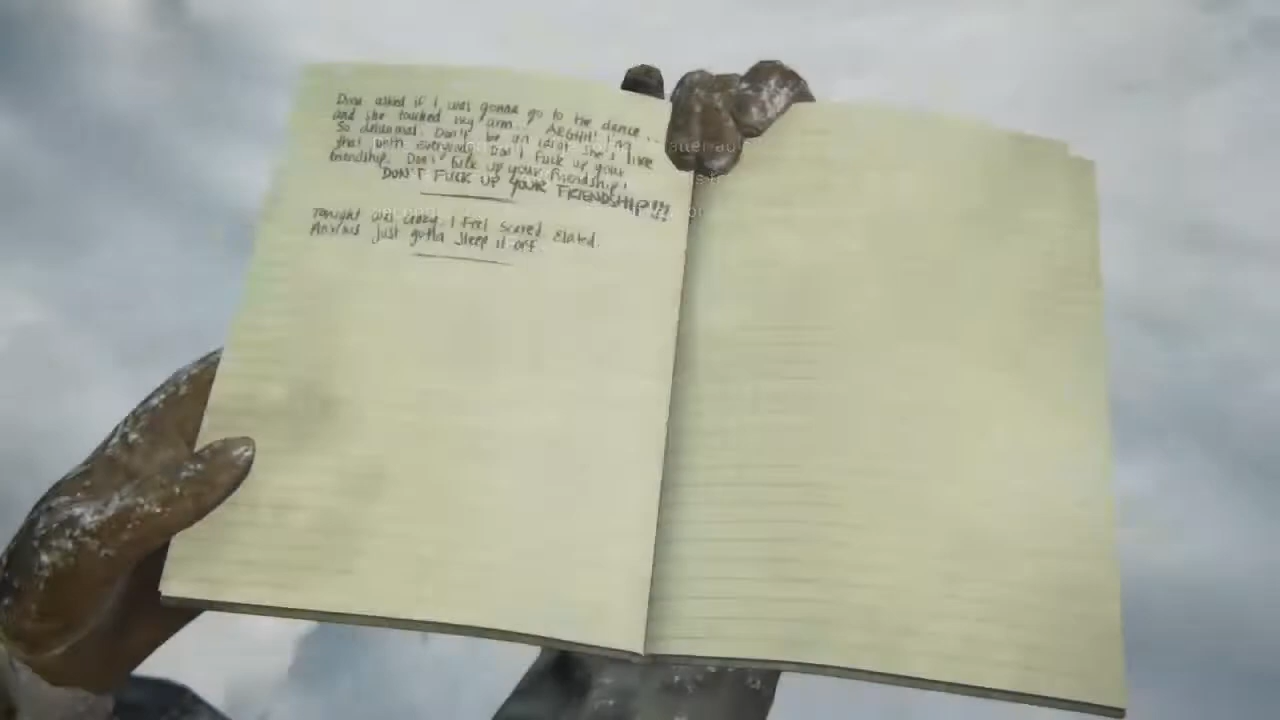 Dina asked if I was gonna go to the dance...
and she touched my arm... ARGHH! I'm
So delusional. Don't be an idiot she's like
that with everybody. Don't fuck up your
friendship. Don't fuck up your friendship!
DON'T FUCK UP YOUR FRIENDSHIP!!!
Tonight was crazy. I feel scared. Elated.
Anxious just gotta sleep it off.